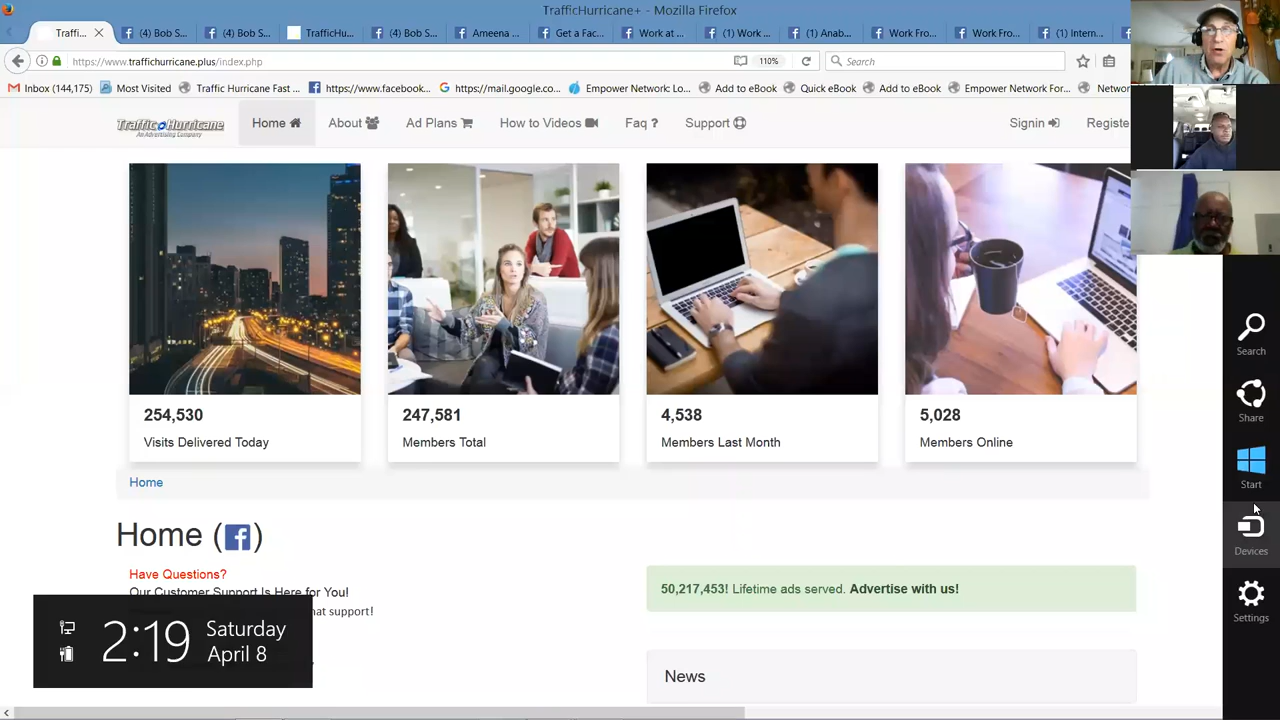 TrafficHurricane+ - Mozilla Firefox
Traffi...
(4) Bob S...
(4) Bob S...
TrafficHu...
(4) Bob S...
Ameena ...
Get a Fac...
Work at ...
(1) Work ...
(1) Anab...
Work Fro...
Work Fro...
(1) Intern...
https://www.traffichurricane.plus/index.php
110%
Search
Inbox (144,175)
Most Visited
Traffic Hurricane Fast ...
https://www.facebook...
https://mail.google.co...
Empower Network: Lo...
Add to eBook
Quick eBook
Add to eBook
Empower Network For...
Network
Traffic Hurricane
An Advertising Company
Home
About
Ad Plans
How to Videos
Faq ?
Support
Signin
Registe
254,530
Visits Delivered Today
247,581
Members Total
4,538
Members Last Month
5,028
Members Online
Home
Home ( )
Have Questions?
Our Customer Support Is Here for You!
hat support!
50,217,453! Lifetime ads served. Advertise with us!
News
2:19
Saturday
April 8
Search
Share
Start
Devices
Settings